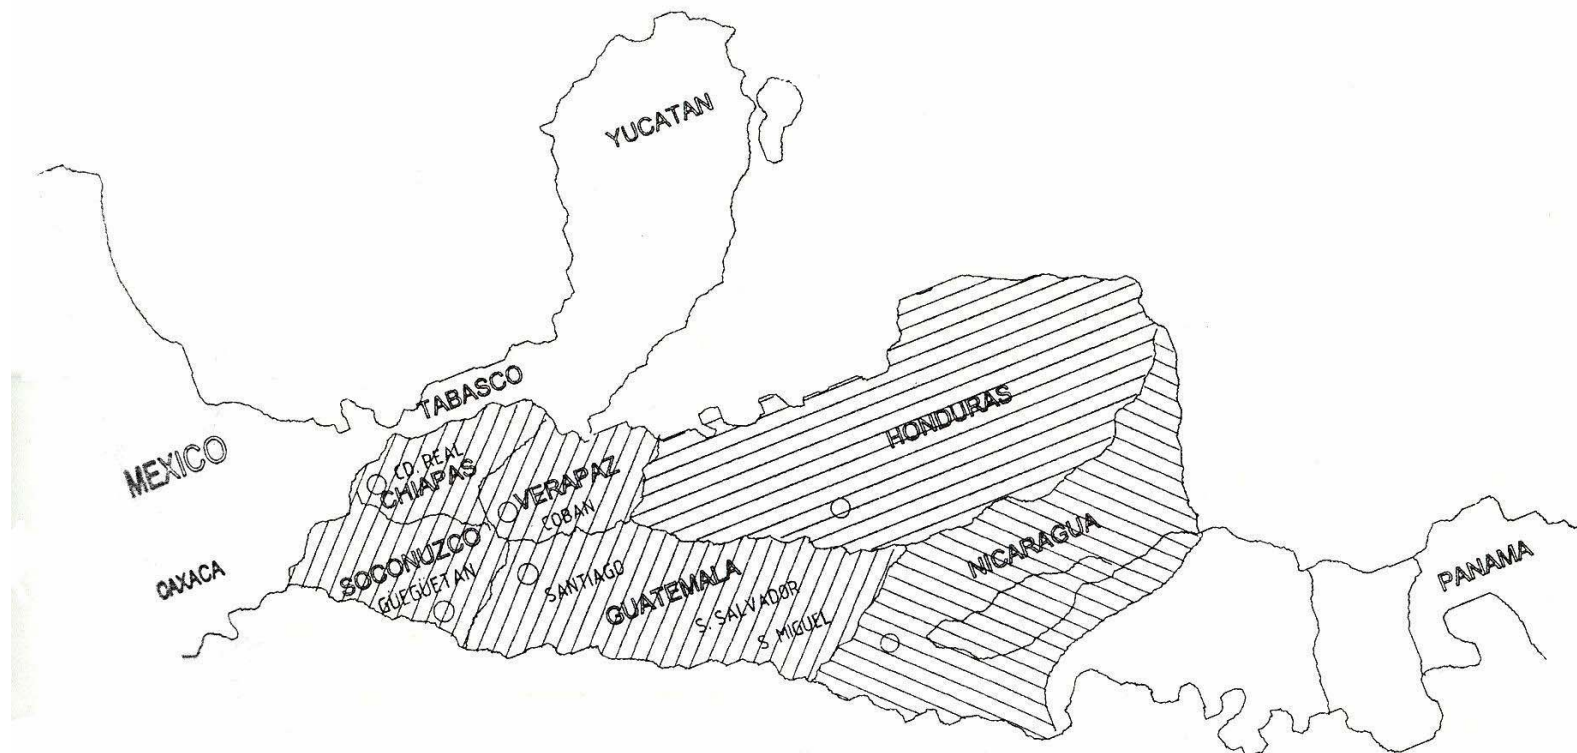 YUCATAN
TABASCO
MEXICO
CD. REAL
CHIAPAS
VERAPAZ
COBAN
HONDURAS
OAXACA
SOCONUZCO
GUEGUETAN
SANTIAGO
GUATEMALA
S. SALVADOR
S MIGUEL
NICARAGUA
PANAMA